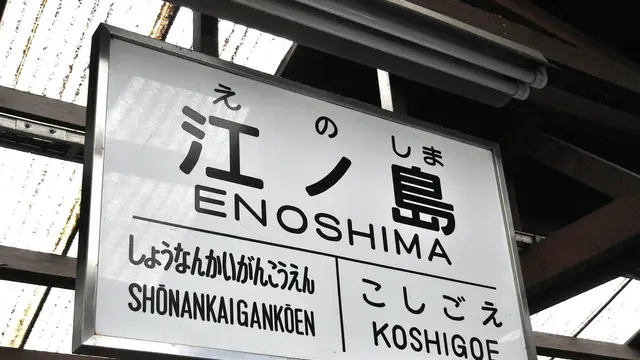 えのしま
江ノ島
ENOSHIMA
しょうなんかいがんこうえん
SHŌNANKAIGANKŌEN
こしごえ
KOSHIGOE